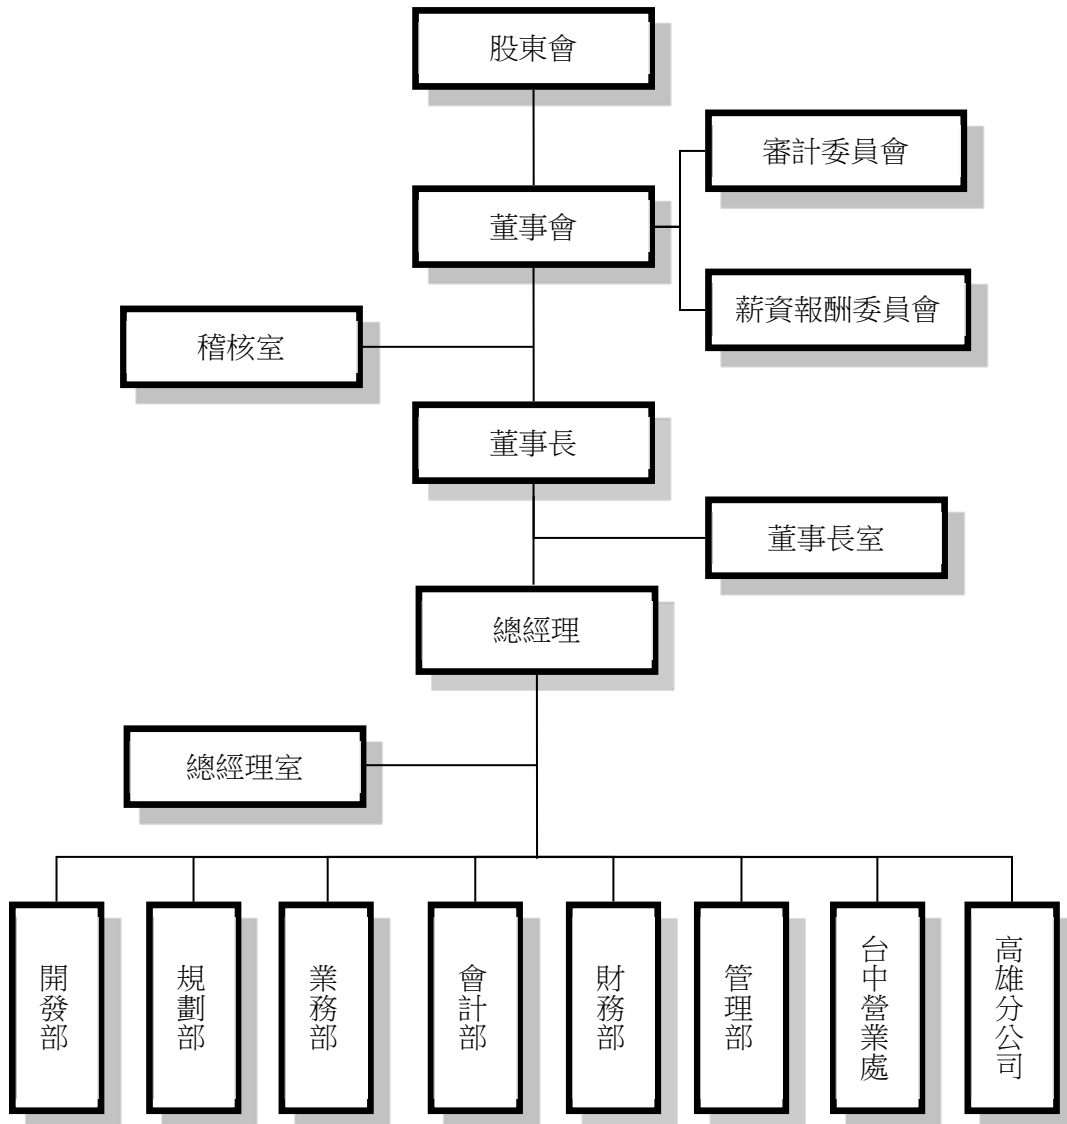 股東會
審計委員會
董事會
薪資報酬委員會
稽核室
董事長
董事長室
總經理
總經理室
開發部
規劃部
業務部
會計部
財務部
管理部
台中營業處
高雄分公司